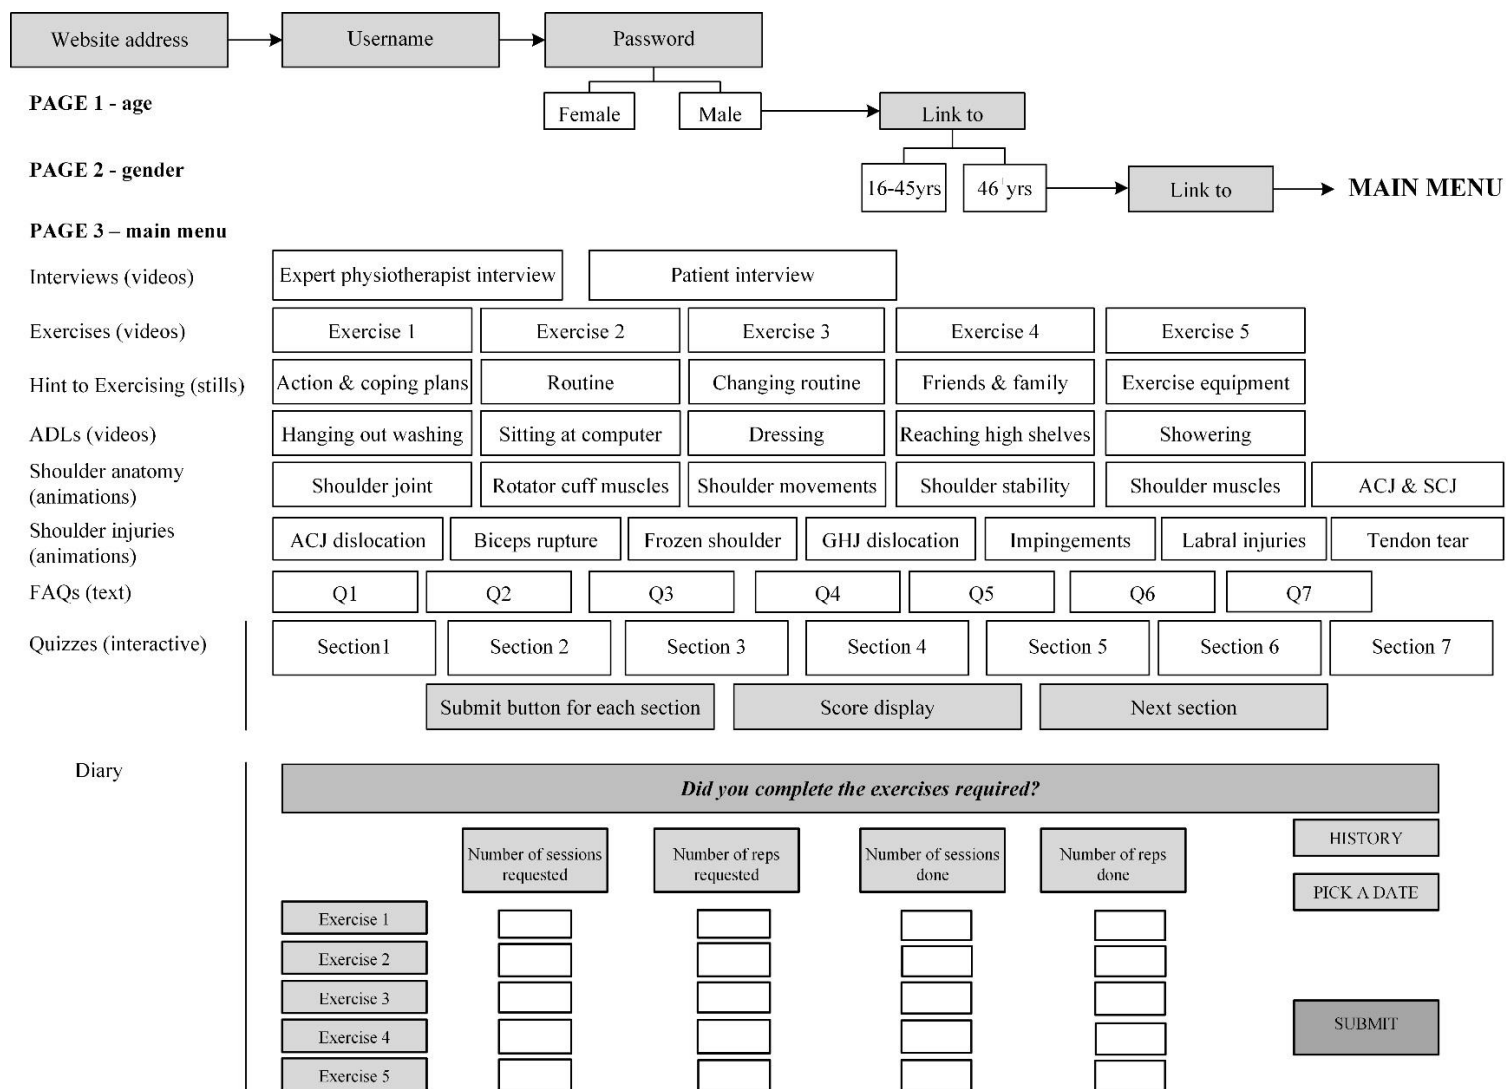 Website address
Username
Password
PAGE 1 - age
Female
Male
Link to
PAGE 2 - gender
16-45yrs
46+yrs
Link to
MAIN MENU
PAGE 3 – main menu
Interviews (videos)
Expert physiotherapist interview
Patient interview
Exercises (videos)
Exercise 1
Exercise 2
Exercise 3
Exercise 4
Exercise 5
Hint to Exercising (stills)
Action & coping plans
Routine
Changing routine
Friends & family
Exercise equipment
ADLs (videos)
Hanging out washing
Sitting at computer
Dressing
Reaching high shelves
Showering
Shoulder anatomy
(animations)
Shoulder joint
Rotator cuff muscles
Shoulder movements
Shoulder stability
Shoulder muscles
ACJ & SCJ
Shoulder injuries
(animations)
ACJ dislocation
Biceps rupture
Frozen shoulder
GHJ dislocation
Impingements
Labral injuries
Tendon tear
FAQs (text)
Q1
Q2
Q3
Q4
Q5
Q6
Q7
Quizzes (interactive)
Section1
Section 2
Section 3
Section 4
Section 5
Section 6
Section 7
Submit button for each section
Score display
Next section
Diary
Did you complete the exercises required?
Number of sessions
requested
Number of reps
requested
Number of sessions
done
Number of reps
done
HISTORY
PICK A DATE
Exercise 1
Exercise 2
Exercise 3
Exercise 4
Exercise 5
SUBMIT